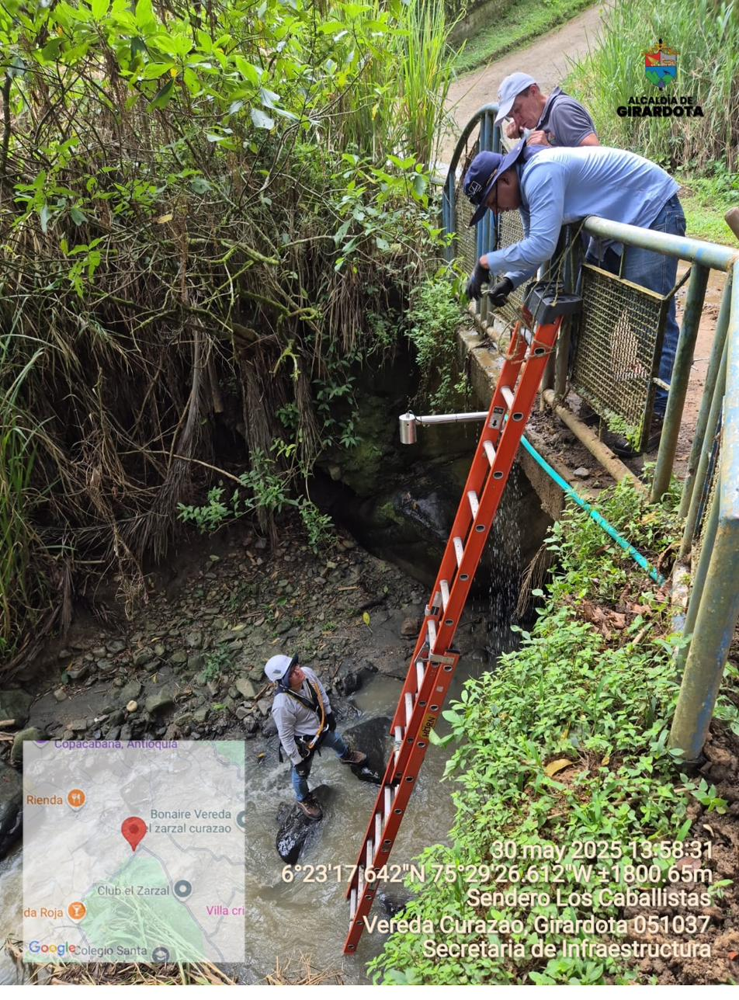 ALCALDÍA DE
GIRARDOTA
Copacabana, Antioquia
Rienda
Bonaire Vereda
el zarzal curazao
Club el Zarzal
da Roja
Villa cri
Google
Colegio Santa
30 may 2025 13:58:31
6°23'17.642"N 75°29'26.612"W ±1800.65m
Sendero Los Caballistas
Vereda Curazao, Girardota 051037
Secretaria de Infraestructura